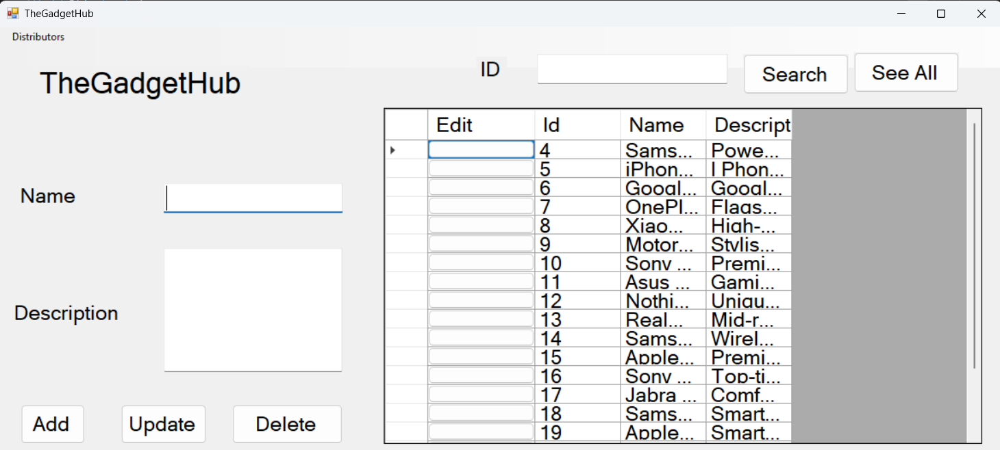 TheGadgetHub
Distributors
TheGadgetHub
ID
Search
See All
Name
Description
Add
Update
Delete
Edit Id Name Descript
4 Sams... Powe...
5 iPhon... I Phon...
6 Googl... Googl...
7 OnePl... Flags...
8 Xiao... High-...
9 Motor... Stylis...
10 Sony ... Premi...
11 Asus ... Gami...
12 Nothi... Uniqu...
13 Real... Mid-r...
14 Sams... Wirel...
15 Apple... Premi...
16 Sony ... Top-ti...
17 Jabra ... Comf...
18 Sams... Smart...
19 Apple... Smart...